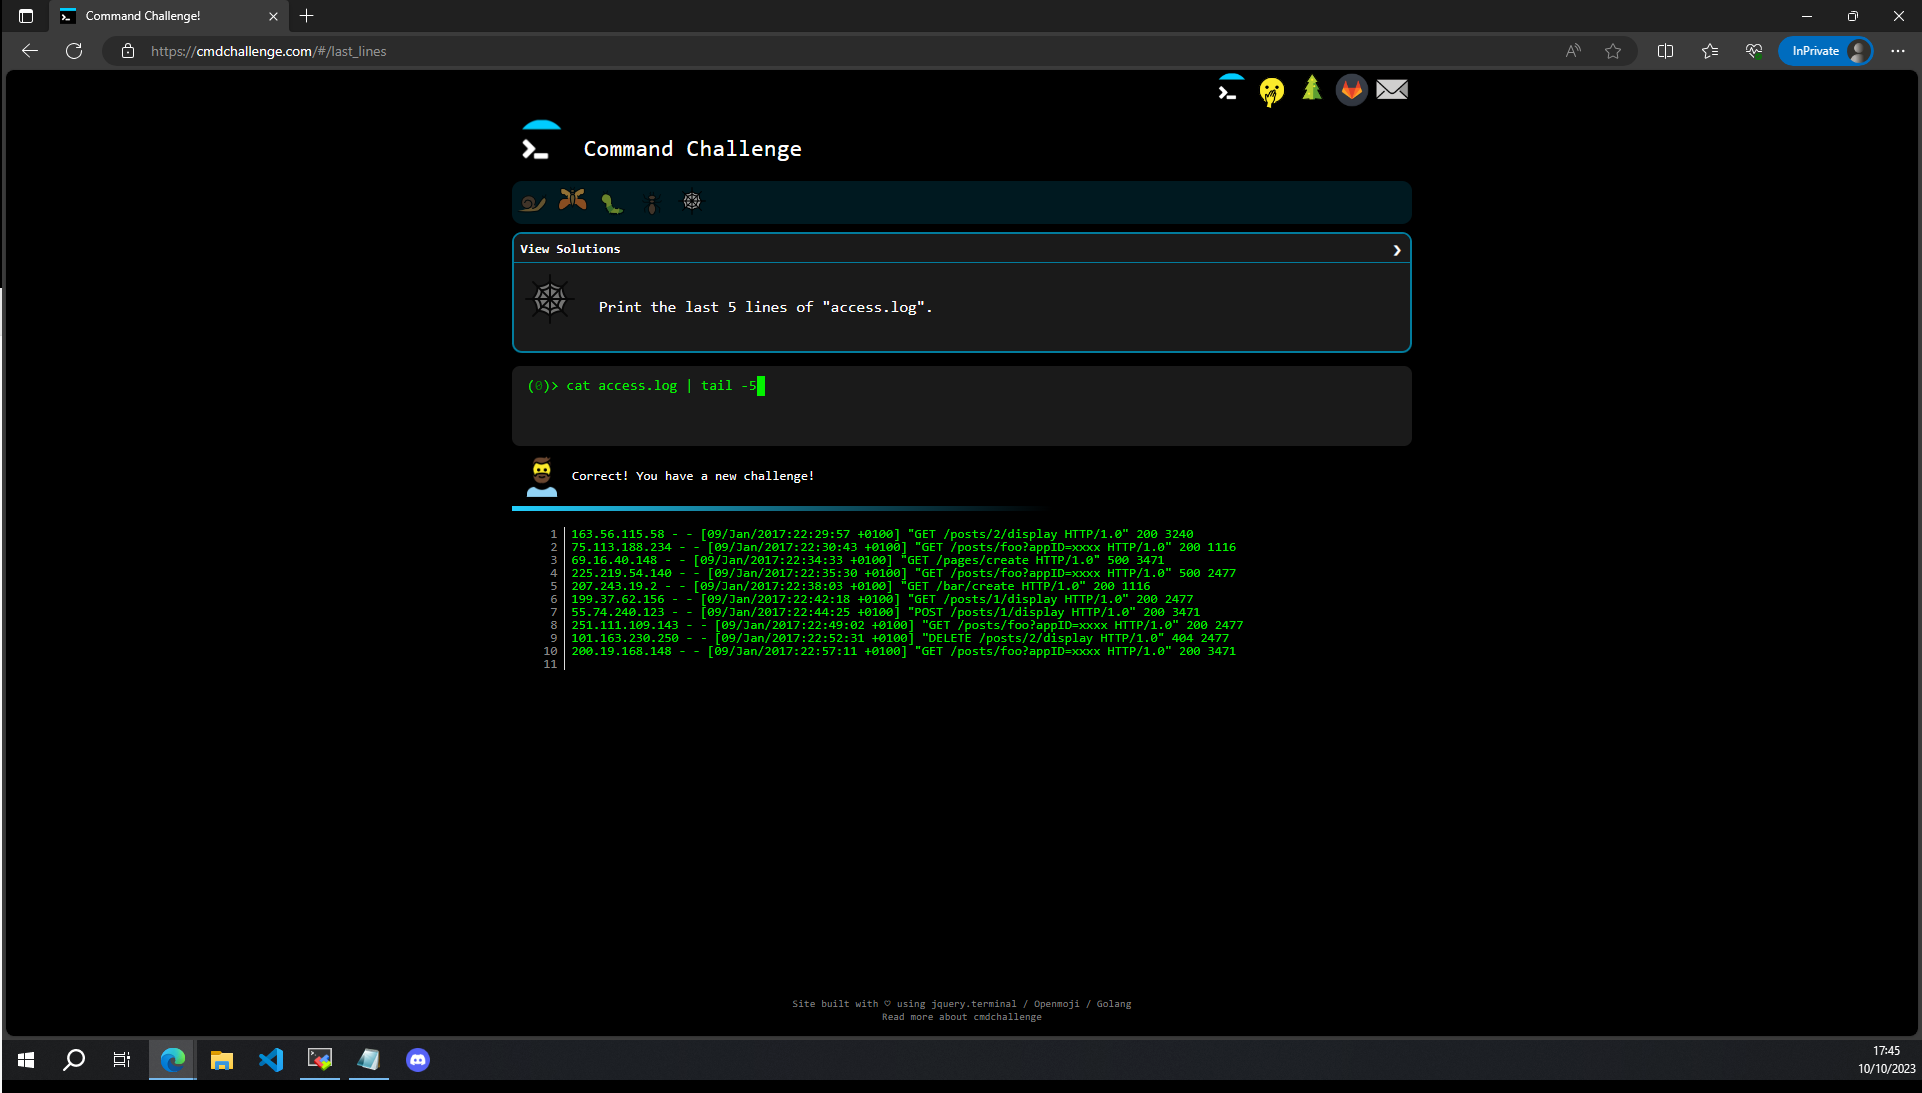 Command Challenge!
https://cmdchallenge.com/#/last_lines
InPrivate
Command Challenge
View Solutions
Print the last 5 lines of "access.log".
(0)> cat access.log | tail -5
Correct! You have a new challenge!
1 163.56.115.58 - - [09/Jan/2017:22:29:57 +0100] "GET /posts/2/display HTTP/1.0" 200 3240
2 75.113.188.234 - - [09/Jan/2017:22:30:43 +0100] "GET /posts/foo?appID=xxxx HTTP/1.0" 200 1116
3 69.16.40.148 - - [09/Jan/2017:22:34:33 +0100] "GET /pages/create HTTP/1.0" 500 3471
4 225.219.54.140 - - [09/Jan/2017:22:35:30 +0100] "GET /posts/foo?appID=xxxx HTTP/1.0" 500 2477
5 207.243.19.2 - - [09/Jan/2017:22:38:03 +0100] "GET /bar/create HTTP/1.0" 200 1116
6 199.37.62.156 - - [09/Jan/2017:22:42:18 +0100] "GET /posts/1/display HTTP/1.0" 200 2477
7 55.74.240.123 - - [09/Jan/2017:22:44:25 +0100] "POST /posts/1/display HTTP/1.0" 200 3471
8 251.111.109.143 - - [09/Jan/2017:22:49:02 +0100] "GET /posts/foo?appID=xxxx HTTP/1.0" 200 2477
9 101.163.230.250 - - [09/Jan/2017:22:52:31 +0100] "DELETE /posts/2/display HTTP/1.0" 404 2477
10 200.19.168.148 - - [09/Jan/2017:22:57:11 +0100] "GET /posts/foo?appID=xxxx HTTP/1.0" 200 3471
11
Site built with ♡ using jquery.terminal / Openmoji / Golang
Read more about cmdchallenge
17:45
10/10/2023